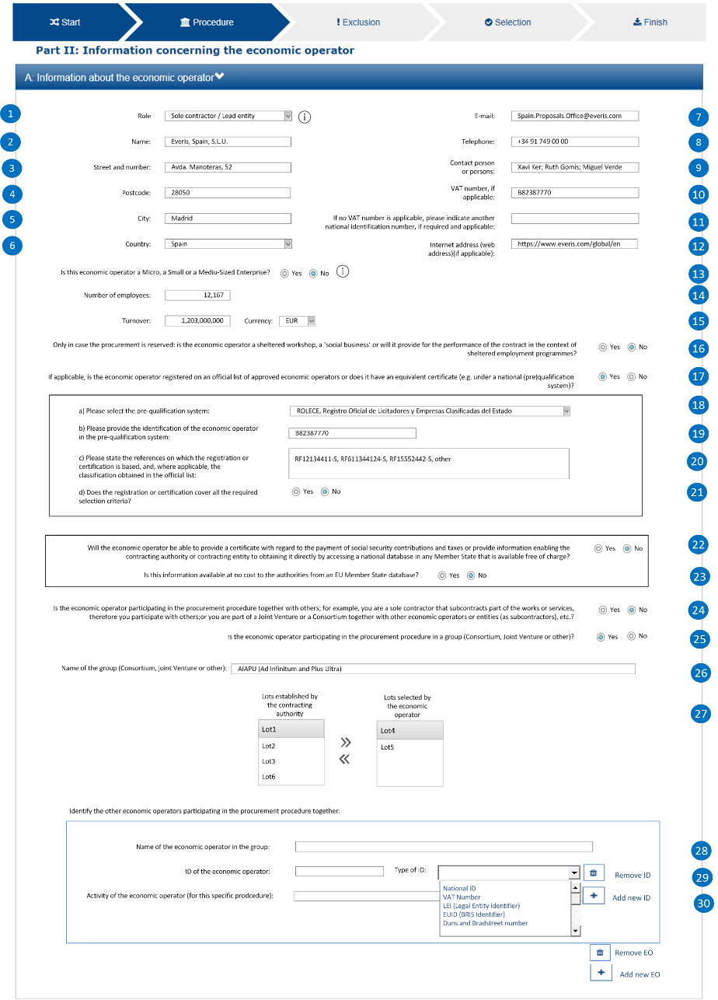 Start
Procedure
! Exclusion
Selection
Finish
Part II: Information concerning the economic operator
A: Information about the economic operator
1
Role
Sole contractor / Lead entity
i
E-mail:
Spain.Proposals.Office@everis.com
7
2
Name:
Everis, Spain, S.L.U.
Telephone:
+34 91 749 00 00
8
3
Street and number:
Avda. Manoteras, 52
Contact person
or persons:
Xavi Ker; Ruth Gomis; Miguel Verde
9
4
Postcode:
28050
VAT number, if
applicable:
B82387770
10
5
City:
Madrid
If no VAT number is applicable, please indicate another
national identification number, if required and applicable:
11
6
Country:
Spain
Internet address (web
address)(if applicable):
https://www.everis.com/global/en
12
Is this economic operator a Micro, a Small or a Mediu-Sized Enterprise?
Yes
No
i
13
Number of employees:
12,167
14
Turnover:
1,203,000,000
Currency:
EUR
15
Only in case the procurement is reserved: is the economic operator a sheltered workshop, a 'social business' or will it provide for the performance of the contract in the context of
sheltered employment programmes?
Yes
No
16
If applicable, is the economic operator registered on an official list of approved economic operators or does it have an equivalent certificate (e.g. under a national (pre)qualification
system)?
Yes
No
17
a) Please select the pre-qualification system:
ROLECE, Registro Oficial de Licitadores y Empresas Clasificadas del Estado
18
b) Please provide the identification of the economic operator
in the pre-qualification system:
B82387770
19
c) Please state the references on which the registration or
certification is based, and, where applicable, the
classification obtained in the official list:
RF12134411-S, RF611344124-S, RF15552442-S, other
20
d) Does the registration or certification cover all the required
selection criteria?
Yes
No
21
Will the economic operator be able to provide a certificate with regard to the payment of social security contributions and taxes or provide information enabling the
contracting authority or contracting entity to obtaining it directly by accessing a national database in any Member State that is available free of charge?
Yes
No
22
Is this information available at no cost to the authorities from an EU Member State database?
Yes
No
23
Is the economic operator participating in the procurement procedure together with others; for example, you are a sole contractor that subcontracts part of the works or services,
therefore you participate with others;or you are part of a Joint Venture or a Consortium together with other economic operators or entities (as subcontractors), etc.?
Yes
No
24
Is the economic operator participating in the procurement procedure in a group (Consortium, Joint Venture or other)?
Yes
No
25
Name of the group (Consortium, joint Venture or other):
AIAPU (Ad Infinitum and Plus Ultra)
26
Lots established by
the contracting
authority
Lots selected by
the economic
operator
27
Lot1
Lot2
Lot3
Lot6
Lot4
Lot5
Identify the other economic operators participating in the procurement procedure together:
Name of the economic operator in the group:
28
ID of the economic operator:
Type of ID:
Remove ID
29
Activity of the economic operator (for this specific prodcedure):
National ID
VAT Number
LEI (Legal Entity Identifier)
EUID (BRIS Identifier)
Duns and Bradstreet number
Add new ID
30
Remove EO
Add new EO